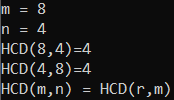 m = 8
n = 4
HCD(8,4)=4
HCD(4,8)=4
HCD(m,n) = HCD(r,m)